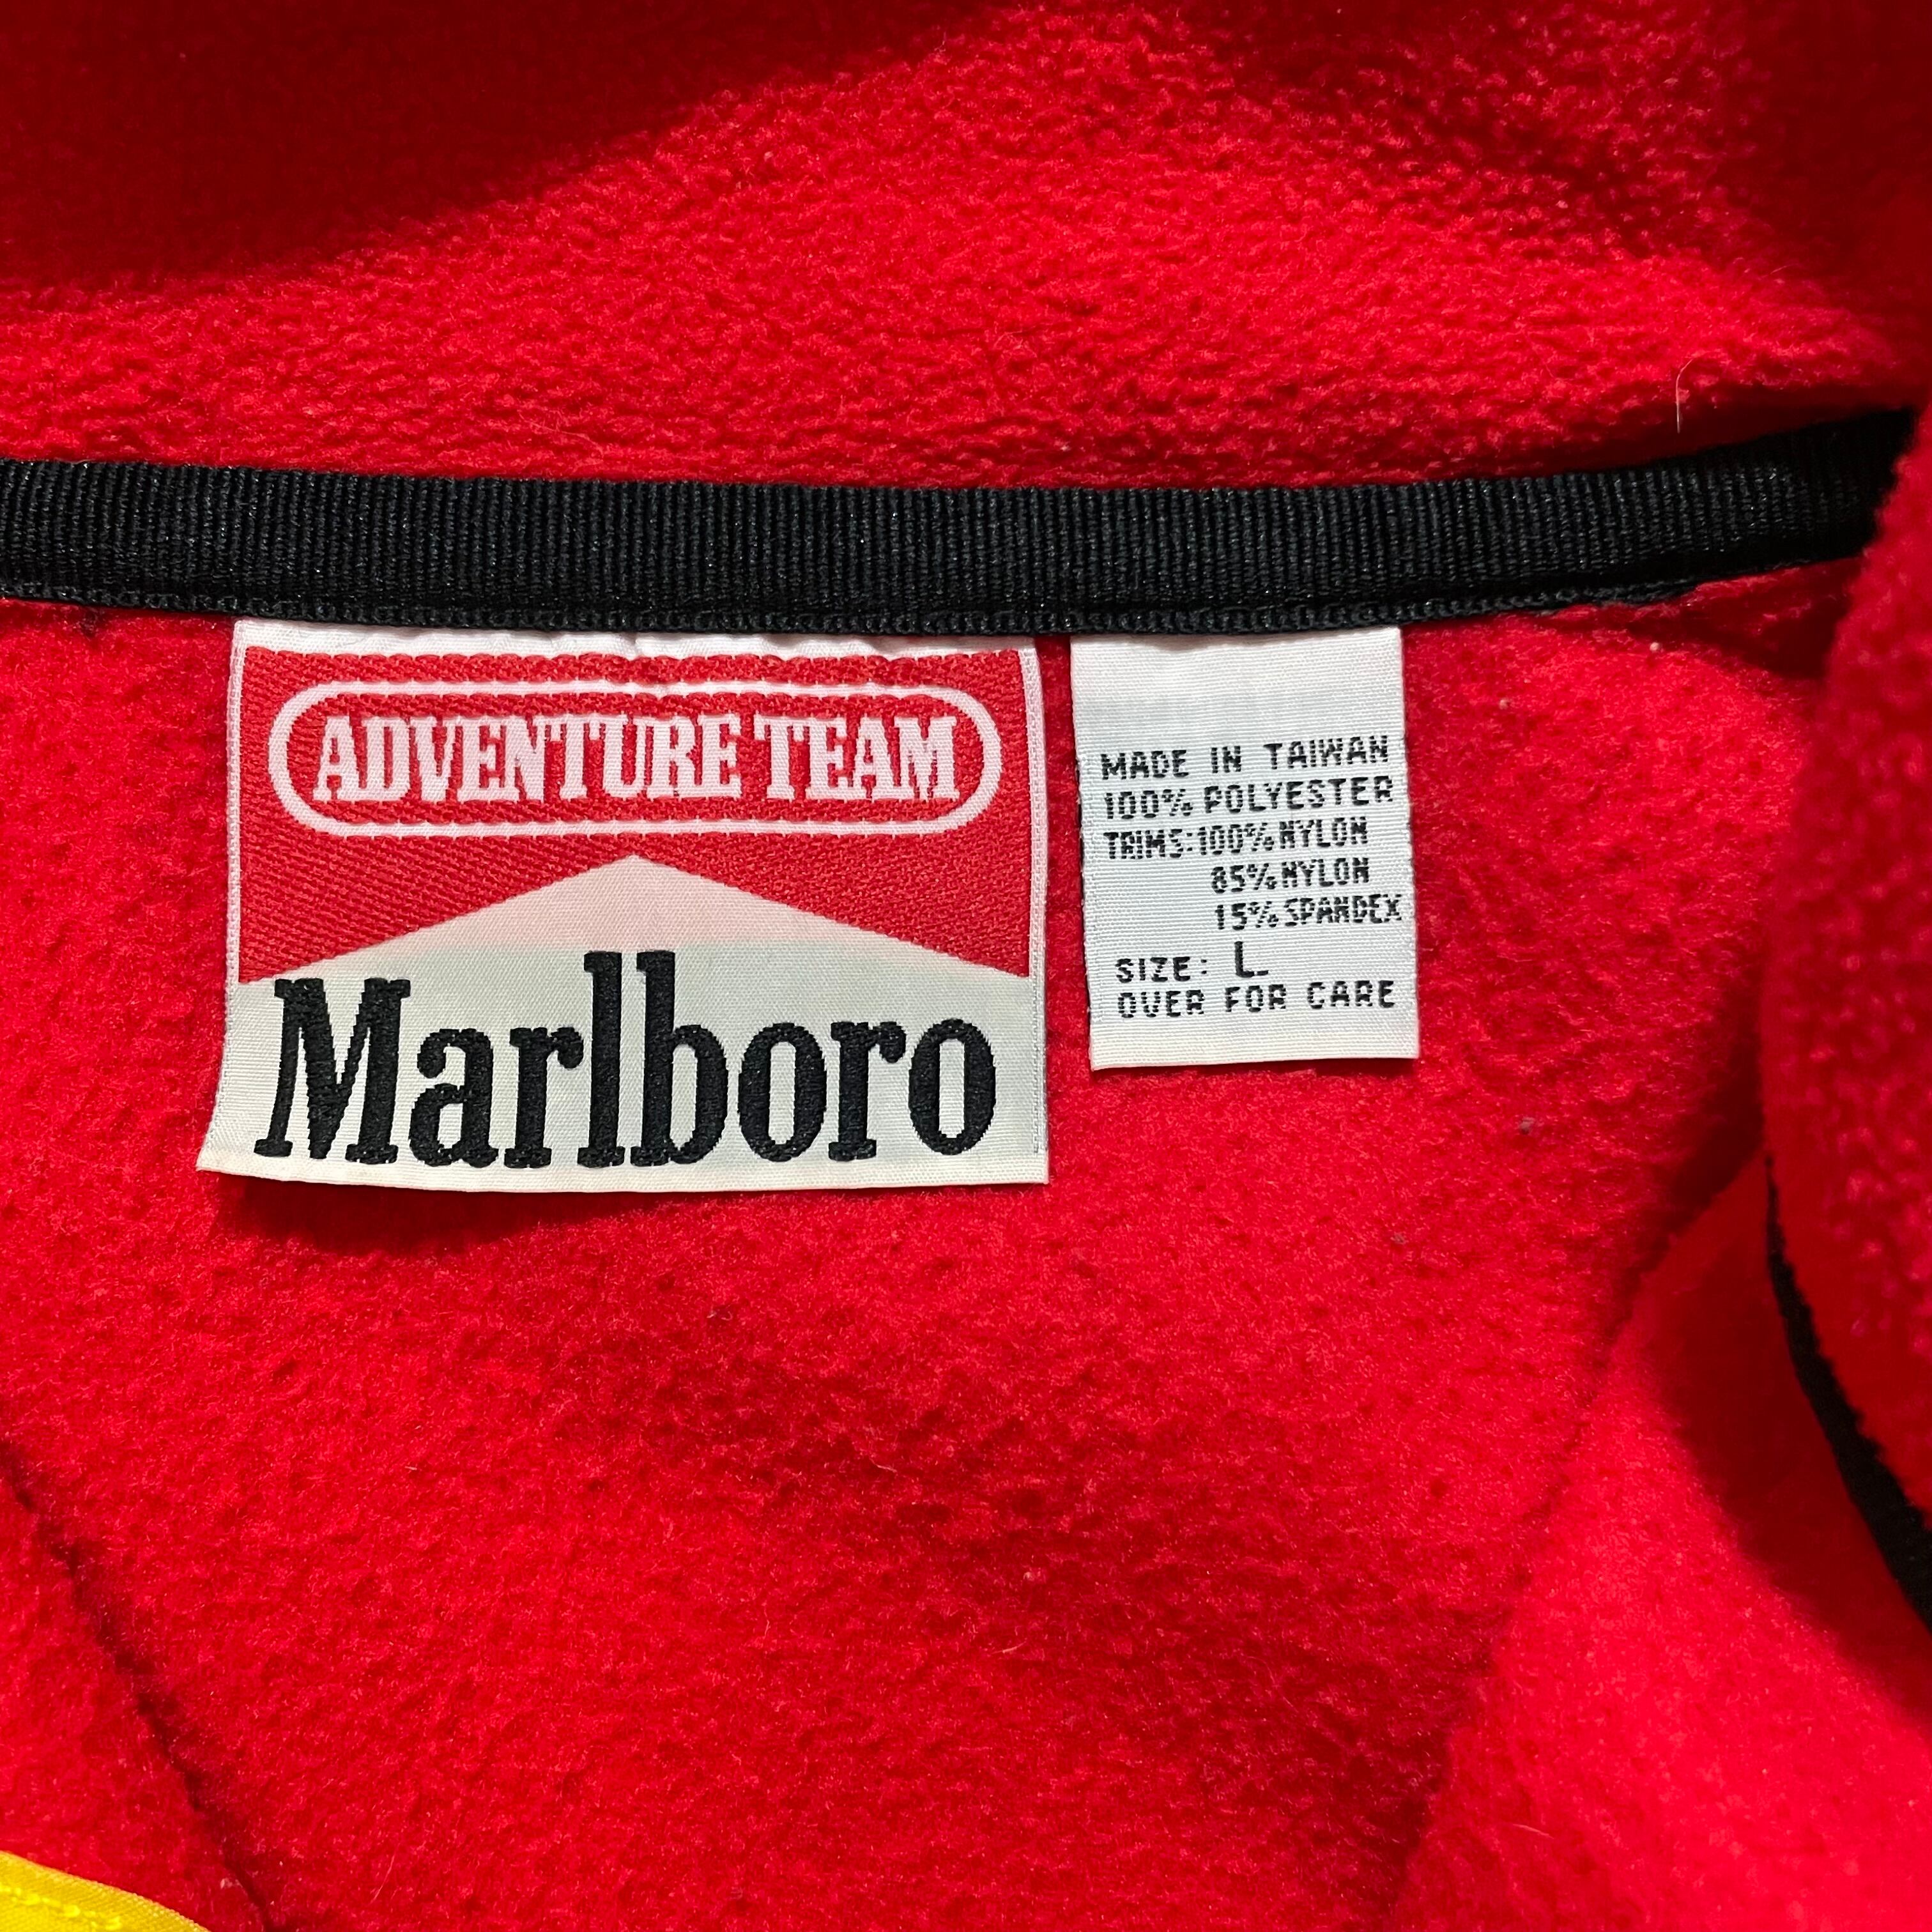 ADVENTURE TEAM
Marlboro
MADE IN TAIWAN
100% POLYESTER
TRIMS:100% NYLON
85% NYLON
15% SPANDEX
SIZE: L
OVER FOR CARE